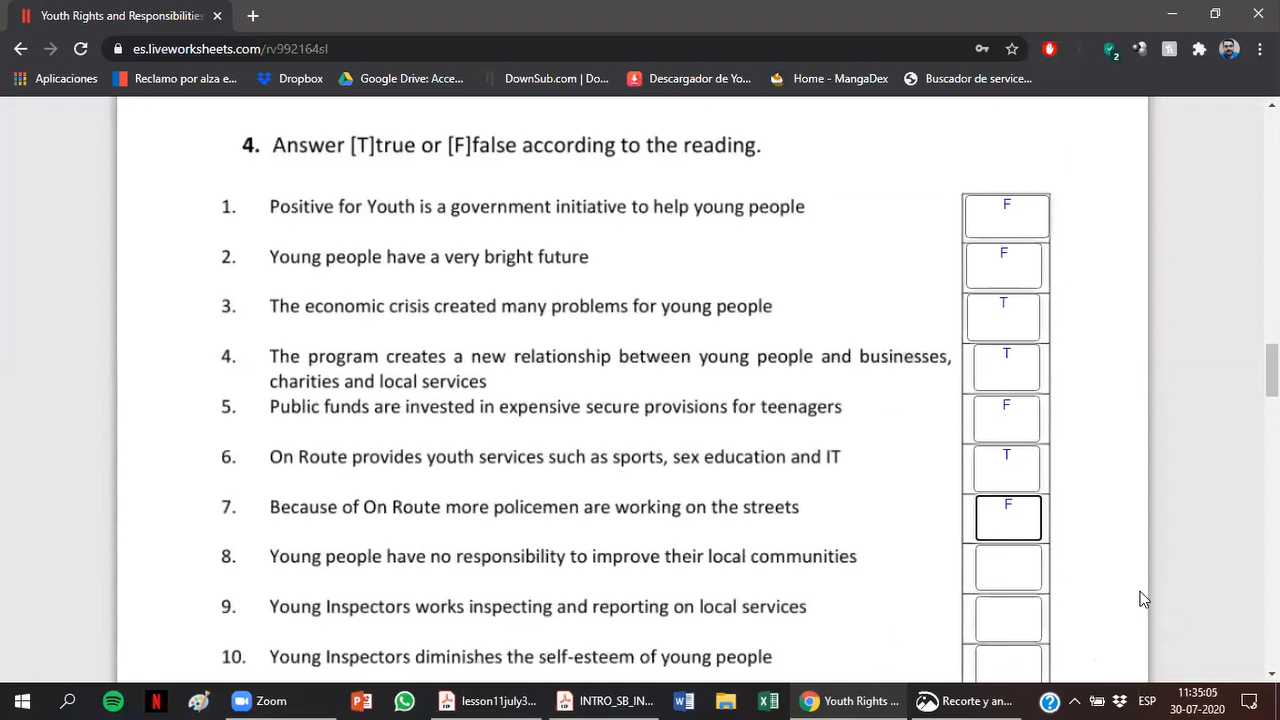 Youth Rights and Responsibilities
es.liveworksheets.com/rv992164sl
2
Aplicaciones
Reclamo por alza e...
Dropbox
Google Drive: Acce...
DownSub.com | Do...
Descargador de Yo...
Home - MangaDex
Buscador de service...
4. Answer [T]true or [F]false according to the reading.
1. Positive for Youth is a government initiative to help young people F
2. Young people have a very bright future F
3. The economic crisis created many problems for young people T
4. The program creates a new relationship between young people and businesses, T
charities and local services
5. Public funds are invested in expensive secure provisions for teenagers F
6. On Route provides youth services such as sports, sex education and IT T
7. Because of On Route more policemen are working on the streets F
8. Young people have no responsibility to improve their local communities
9. Young Inspectors works inspecting and reporting on local services
10. Young Inspectors diminishes the self-esteem of young people
Zoom
lesson11july3...
INTRO_SB_IN...
Youth Rights ...
Recorte y an...
ESP
11:35:05
30-07-2020